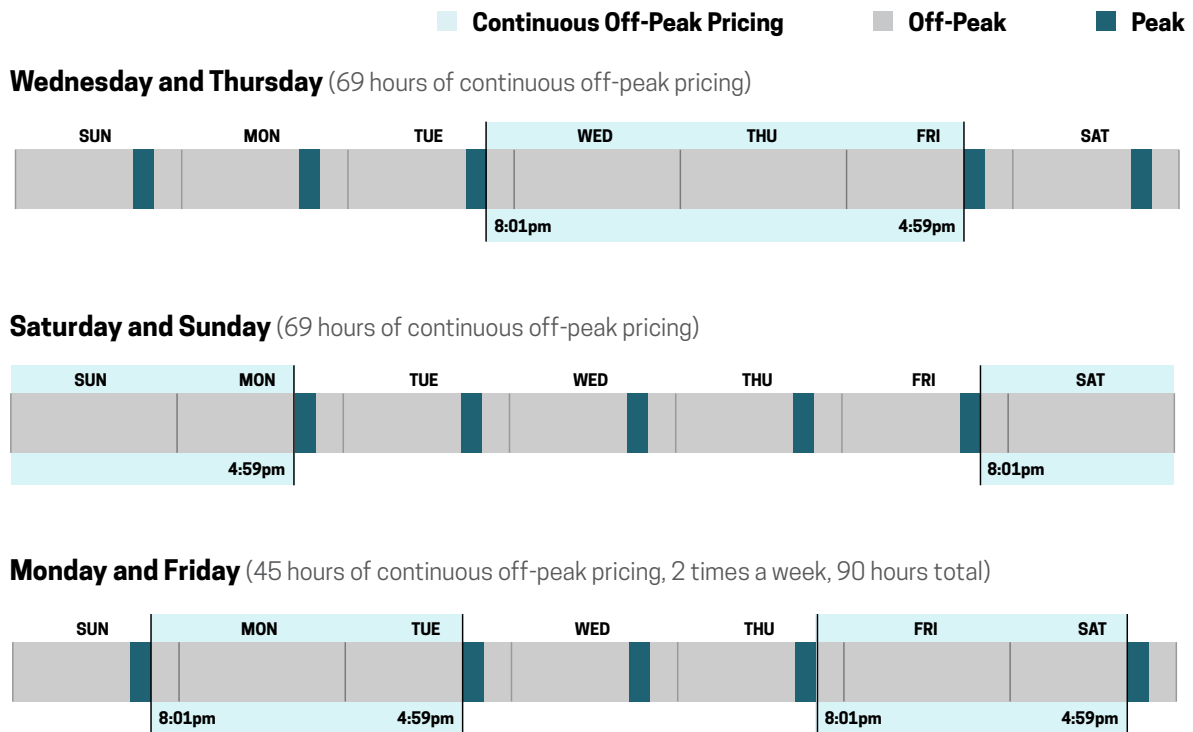 Continuous Off-Peak Pricing Off-Peak Peak
Wednesday and Thursday (69 hours of continuous off-peak pricing)
SUN MON TUE WED THU FRI SAT
8:01pm 4:59pm
Saturday and Sunday (69 hours of continuous off-peak pricing)
SUN MON TUE WED THU FRI SAT
4:59pm 8:01pm
Monday and Friday (45 hours of continuous off-peak pricing, 2 times a week, 90 hours total)
SUN MON TUE WED THU FRI SAT
8:01pm 4:59pm 8:01pm 4:59pm